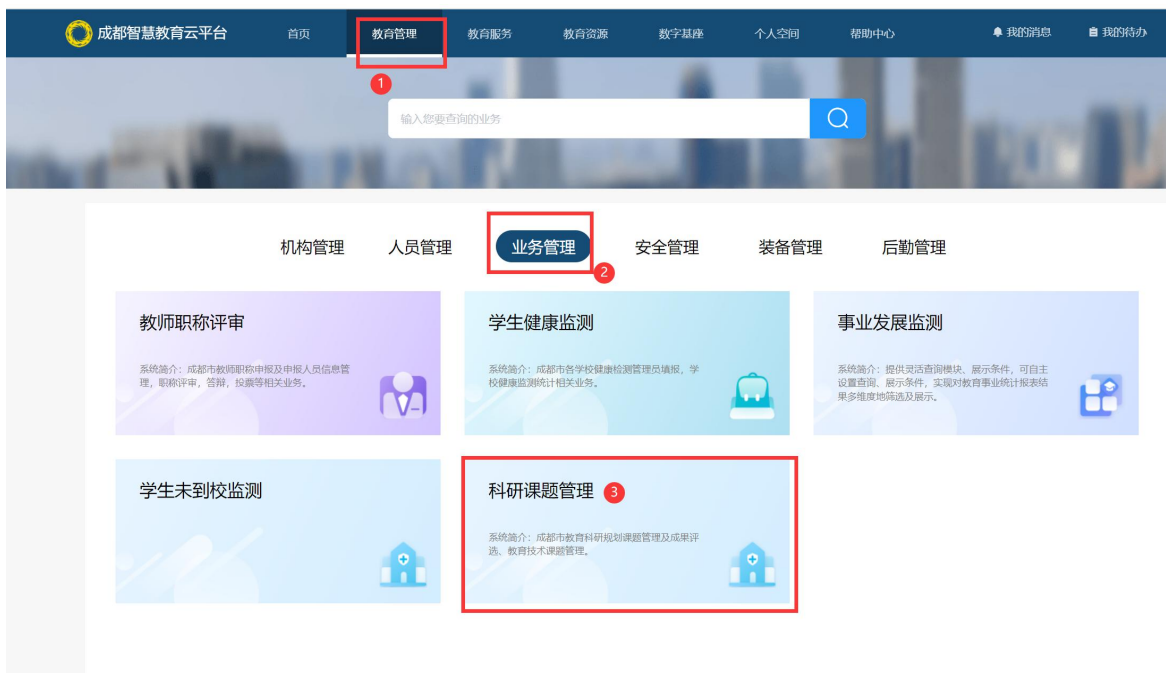 成都智慧教育云平台 首页 教育管理 教育服务 教育资源 数字基座 个人空间 帮助中心 我的消息 我的待办
1
输入您要查询的业务
机构管理 人员管理 业务管理 安全管理 装备管理 后勤管理
2
教师职称评审
系统简介：成都市教师职称申报及申报人员信息管
理，职称评审，答辩，投票等相关业务。
学生健康监测
系统简介：成都市各学校健康检测管理员填报，学
校健康监测统计相关业务。
事业发展监测
系统简介：提供灵活查询模块、展示条件，可自主
设置查询、展示条件，实现对教育事业统计报表结
果多维度地筛选及展示。
学生未到校监测
科研课题管理 3
系统简介：成都市教育科研规划课题管理及成果评
选、教育技术课题管理。